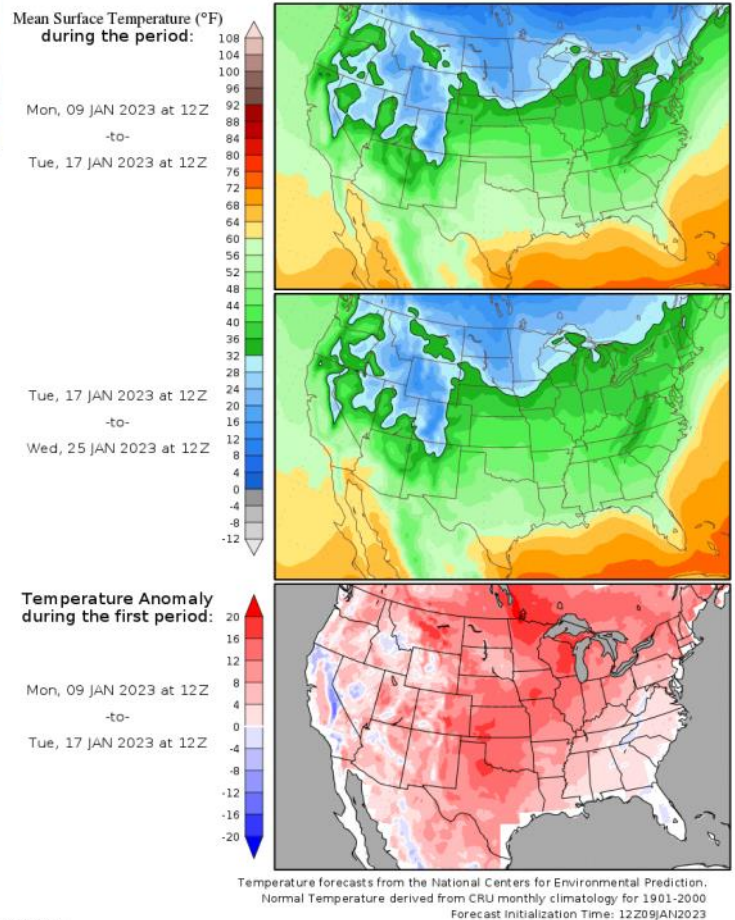 Mean Surface Temperature (°F)
during the period:
Mon, 09 JAN 2023 at 12Z
-to-
Tue, 17 JAN 2023 at 12Z
108
104
100
96
92
88
84
80
76
72
68
64
60
56
52
48
44
40
36
32
28
24
20
16
12
8
4
0
-4
-8
-12
Tue, 17 JAN 2023 at 12Z
-to-
Wed, 25 JAN 2023 at 12Z
Temperature Anomaly
during the first period:
Mon, 09 JAN 2023 at 12Z
-to-
Tue, 17 JAN 2023 at 12Z
20
16
12
8
4
0
-4
-8
-12
-16
-20
Temperature forecasts from the National Centers for Environmental Prediction.
Normal Temperature derived from CRU monthly climatology for 1901-2000
Forecast Initialization Time: 12Z09JAN2023